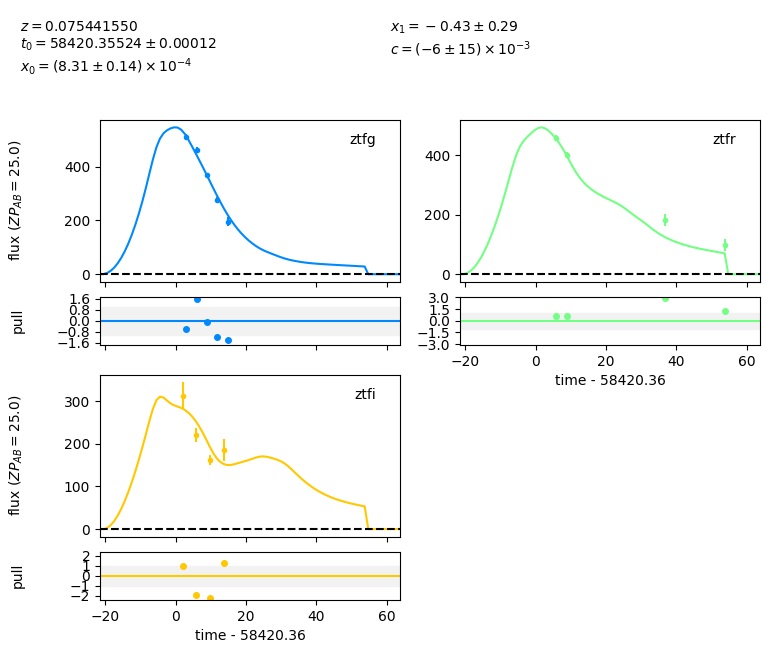 z = 0.075441550
t₀ = 58420.35524 ± 0.00012
x₀ = (8.31 ± 0.14) × 10⁻⁴
x₁ = −0.43 ± 0.29
c = (−6 ± 15) × 10⁻³
flux (ZP_AB = 25.0)
400
200
0
ztfg
pull
1.6
0.8
0.0
−0.8
−1.6
400
200
0
ztfr
3.0
1.5
0.0
−1.5
−3.0
−20 0 20 40 60
time - 58420.36
flux (ZP_AB = 25.0)
300
200
100
0
ztfi
pull
2
1
0
−1
−2
−20 0 20 40 60
time - 58420.36